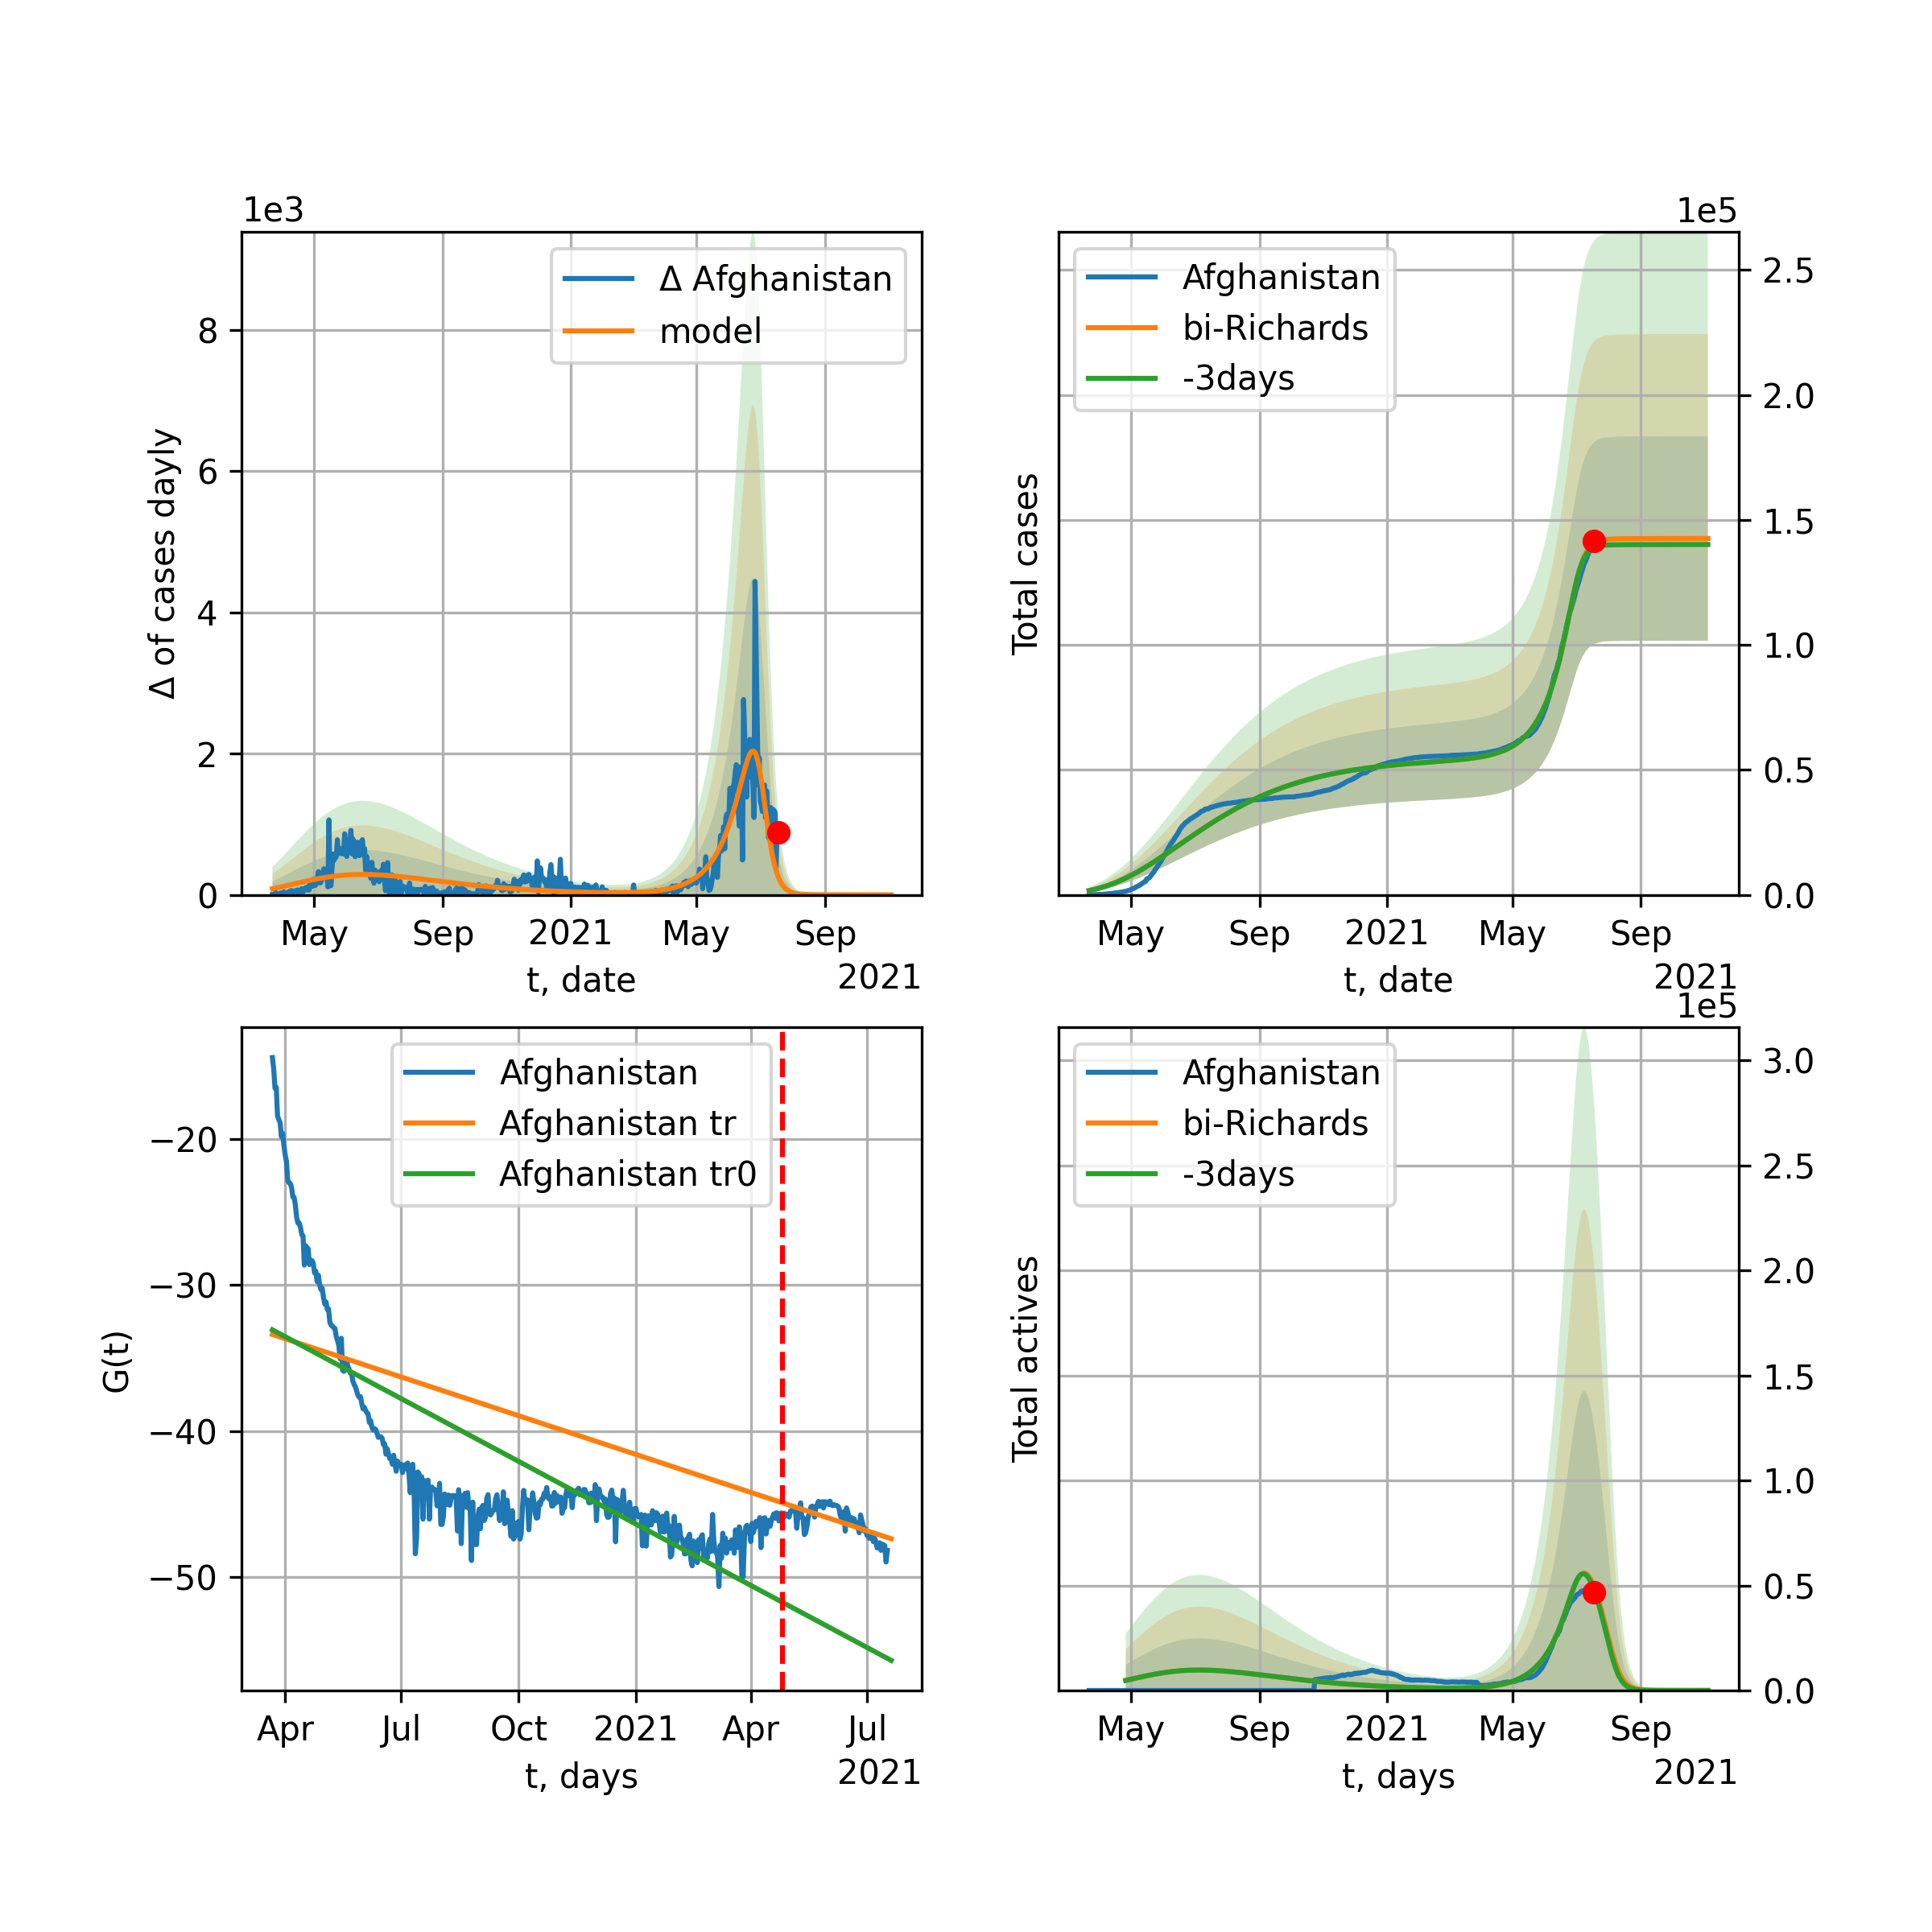 1e3
Δ of cases dayly
8
6
4
2
0
Δ Afghanistan
model
May Sep 2021 May Sep
t, date
2021
1e5
Total cases
Afghanistan
bi-Richards
-3days
2.5
2.0
1.5
1.0
0.5
0.0
May Sep 2021 May Sep
t, date
2021
G(t)
−20
−30
−40
−50
Afghanistan
Afghanistan tr
Afghanistan tr0
Apr Jul Oct 2021 Apr Jul
t, days
2021
1e5
Total actives
Afghanistan
bi-Richards
-3days
3.0
2.5
2.0
1.5
1.0
0.5
0.0
May Sep 2021 May Sep
t, days
2021